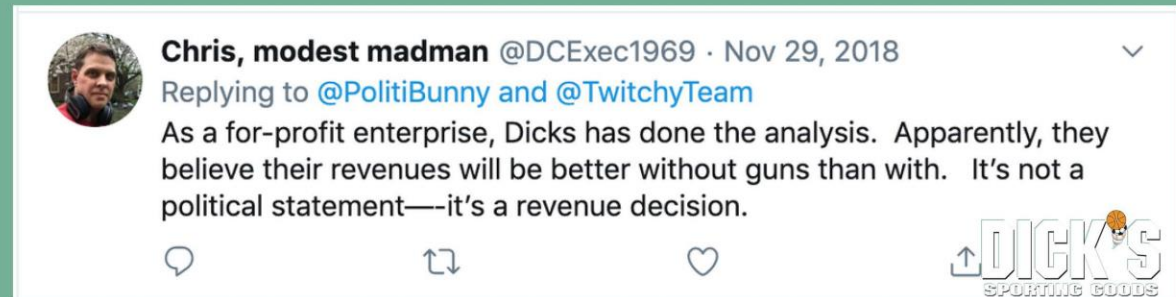 Chris, modest madman @DCExec1969 · Nov 29, 2018
Replying to @PolitiBunny and @TwitchyTeam
As a for-profit enterprise, Dicks has done the analysis.  Apparently, they
believe their revenues will be better without guns than with.   It’s not a
political statement—-it’s a revenue decision.
DICK'S
SPORTING GOODS